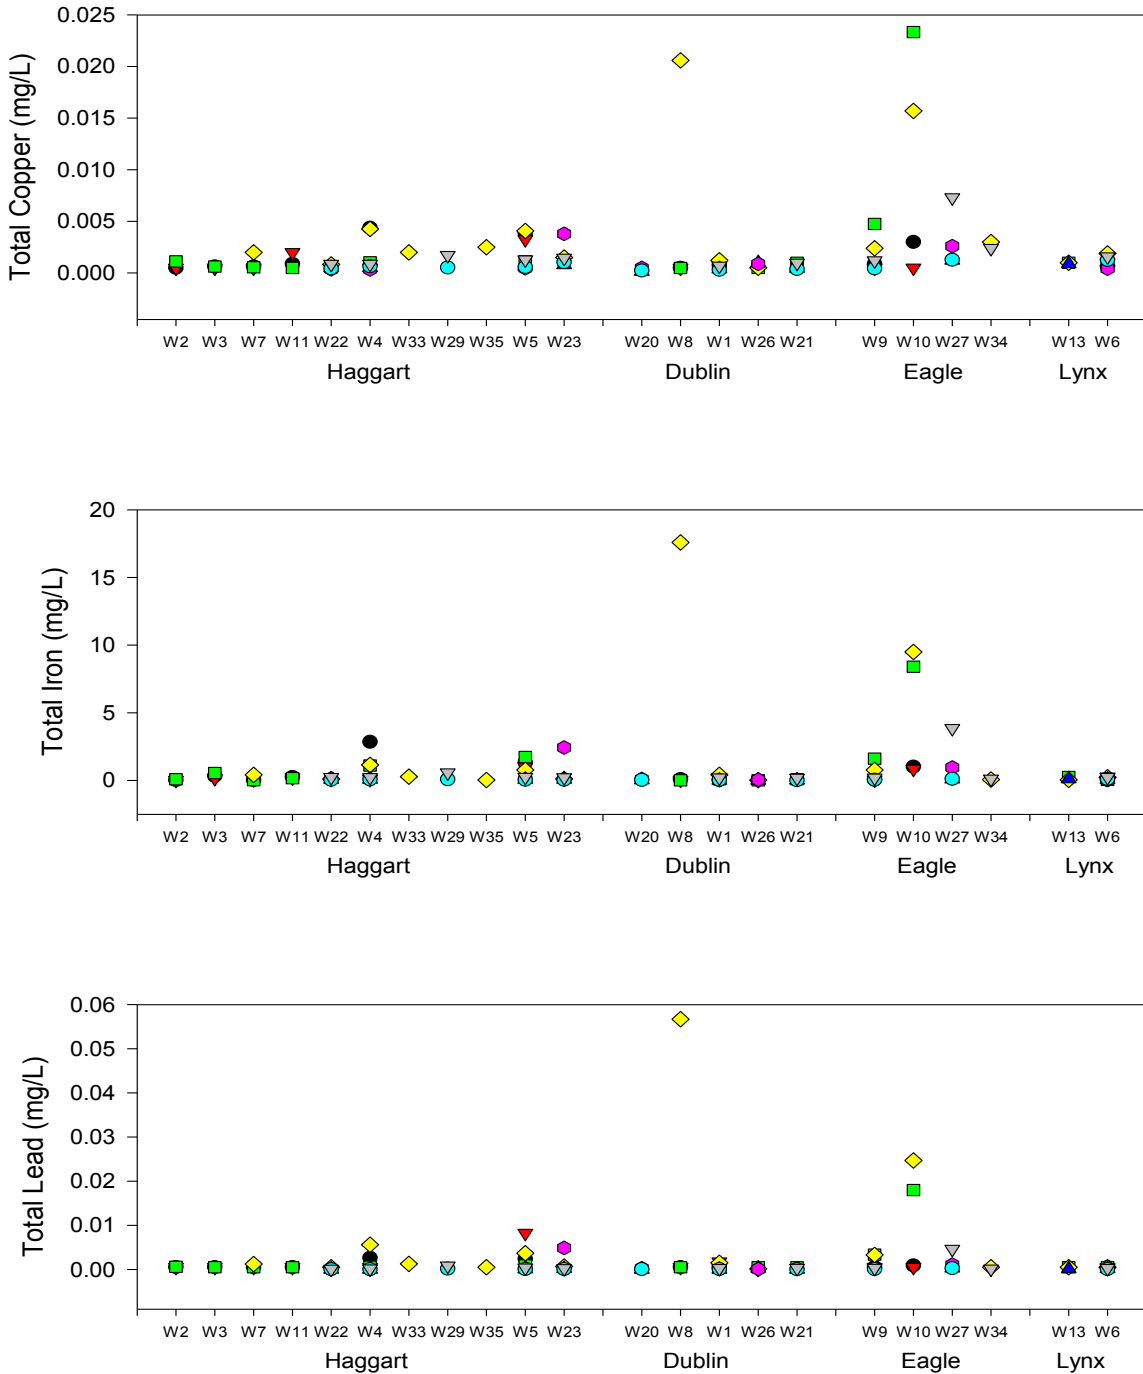 Total Copper (mg/L)
0.025
0.020
0.015
0.010
0.005
0.000
W2 W3 W7 W11 W22 W4 W33 W29 W35 W5 W23 W20 W8 W1 W26 W21 W9 W10 W27 W34 W13 W6
Haggart Dublin Eagle Lynx
Total Iron (mg/L)
20
15
10
5
0
W2 W3 W7 W11 W22 W4 W33 W29 W35 W5 W23 W20 W8 W1 W26 W21 W9 W10 W27 W34 W13 W6
Haggart Dublin Eagle Lynx
Total Lead (mg/L)
0.06
0.05
0.04
0.03
0.02
0.01
0.00
W2 W3 W7 W11 W22 W4 W33 W29 W35 W5 W23 W20 W8 W1 W26 W21 W9 W10 W27 W34 W13 W6
Haggart Dublin Eagle Lynx